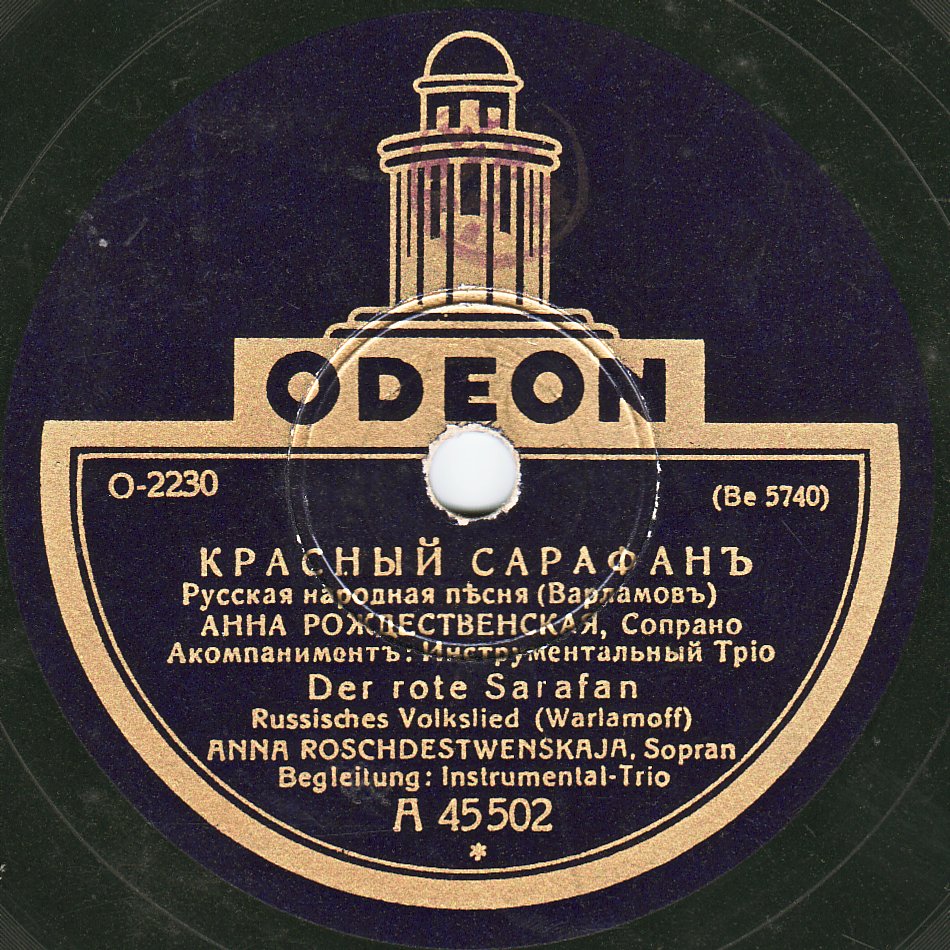 ODEON
O-2230
(Be 5740)
КРАСНЫЙ САРАФАНЪ
Русская народная пѣсня (Варламовъ)
АННА РОЖДЕСТВЕНСКАЯ, Сопрано
Акомпаниментъ: Инструментальный Тріо
Der rote Sarafan
Russisches Volkslied (Warlamoff)
ANNA ROSCHDESTWENSKAJA, Sopran
Begleitung: Instrumental-Trio
A 45502
*